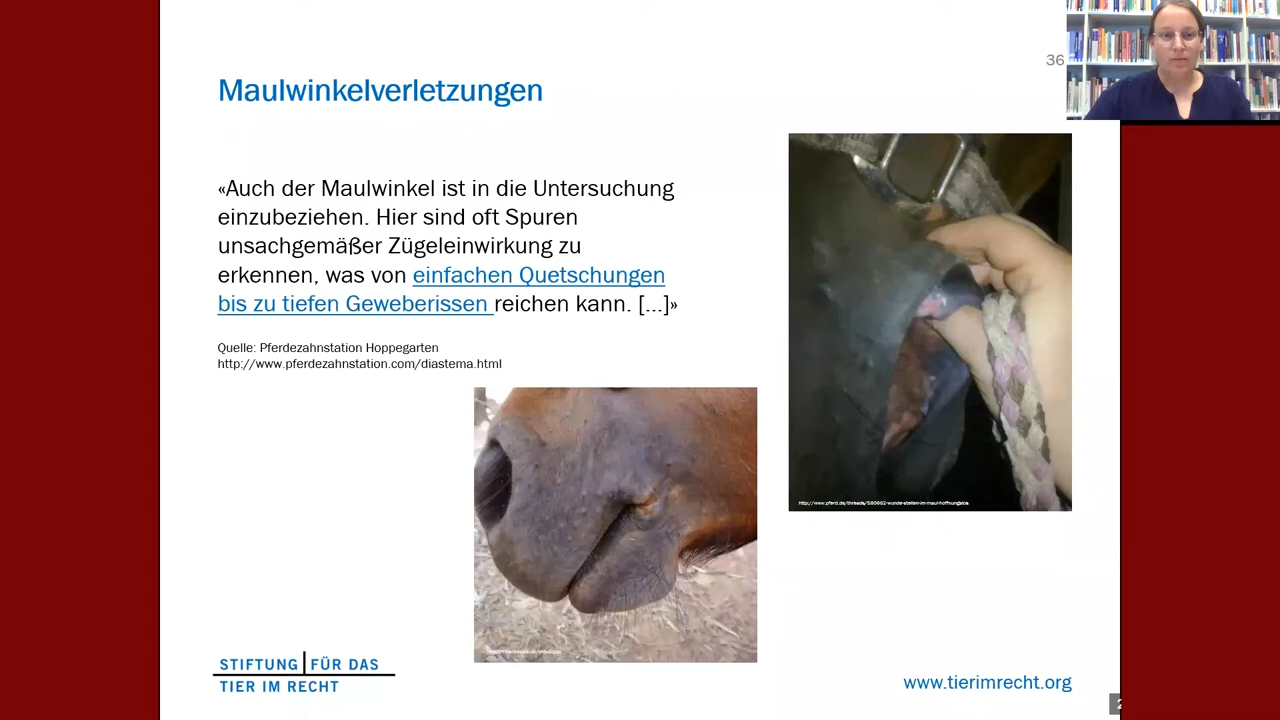 36
Maulwinkelverletzungen
«Auch der Maulwinkel ist in die Untersuchung
einzubeziehen. Hier sind oft Spuren
unsachgemäßer Zügeleinwirkung zu
erkennen, was von einfachen Quetschungen
bis zu tiefen Geweberissen reichen kann. [...]»
Quelle: Pferdezahnstation Hoppegarten
http://www.pferdezahnstation.com/diastema.html
STIFTUNG FÜR DAS
TIER IM RECHT
www.tierimrecht.org